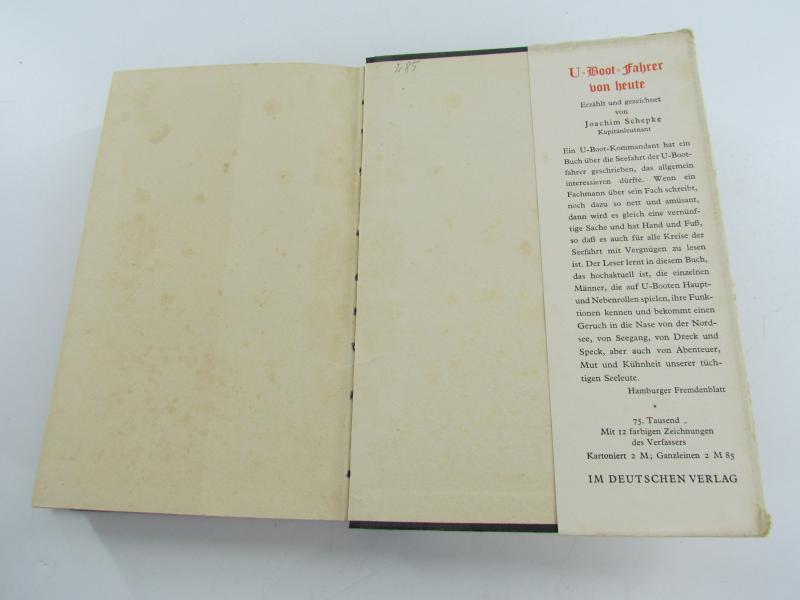 285
U-Boot-Fahrer
von heute
Erzählt und gezeichnet
von
Joachim Schepke
Kapitänleutnant
Ein U-Boot-Kommandant hat ein
Buch über die Seefahrt der U-Boot-
fahrer geschrieben, das allgemein
interessieren dürfte. Wenn ein
Fachmann über sein Fach schreibt,
noch dazu so nett und amüsant,
dann wird es gleich eine vernünf-
tige Sache und hat Hand und Fuß,
so daß es auch für alle Kreise der
Seefahrt mit Vergnügen zu lesen
ist. Der Leser lernt in diesem Buch,
das hochaktuell ist, die einzelnen
Männer, die auf U-Booten Haupt-
und Nebenrollen spielen, ihre Funk-
tionen kennen und bekommt einen
Geruch in die Nase von der Nord-
see, von Seegang, von Dreck und
Speck, aber auch von Abenteuer,
Mut und Kühnheit unserer tüch-
tigen Seeleute.
Hamburger Fremdenblatt
*
75. Tausend
Mit 12 farbigen Zeichnungen
des Verfassers
Kartoniert 2 M; Ganzleinen 2 M 85
IM DEUTSCHEN VERLAG